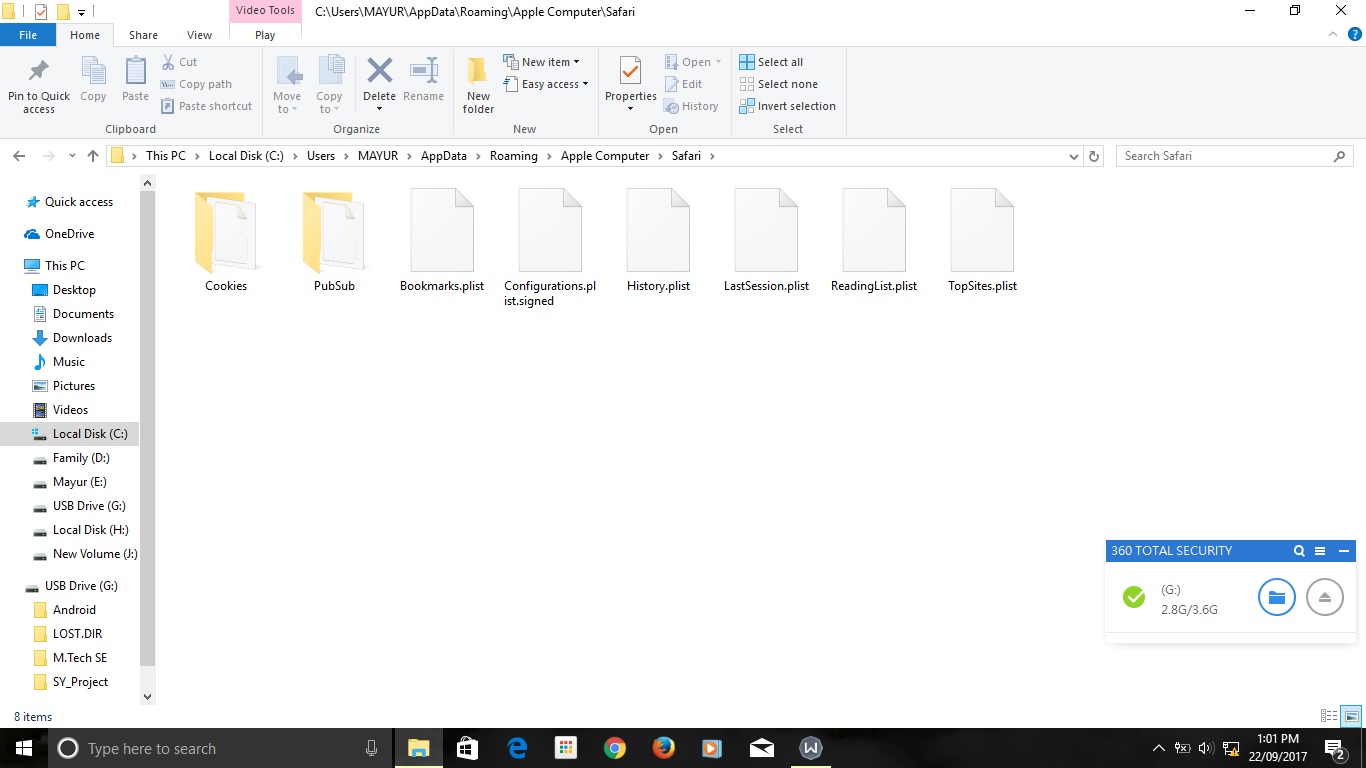 Video Tools
C:\Users\MAYUR\AppData\Roaming\Apple Computer\Safari
File
Home
Share
View
Play
Pin to Quick access
Copy
Paste
Cut
Copy path
Paste shortcut
Clipboard
Move to
Copy to
Delete
Rename
Organize
New folder
New item
Easy access
New
Properties
Open
Edit
History
Open
Select all
Select none
Invert selection
Select
This PC
Local Disk (C:)
Users
MAYUR
AppData
Roaming
Apple Computer
Safari
Search Safari
Quick access
OneDrive
This PC
Desktop
Documents
Downloads
Music
Pictures
Videos
Local Disk (C:)
Family (D:)
Mayur (E:)
USB Drive (G:)
Local Disk (H:)
New Volume (J:)
USB Drive (G:)
Android
LOST.DIR
M.Tech SE
SY_Project
Cookies
PubSub
Bookmarks.plist
Configurations.pl
ist.signed
History.plist
LastSession.plist
ReadingList.plist
TopSites.plist
360 TOTAL SECURITY
(G:)
2.8G/3.6G
8 items
Type here to search
1:01 PM
22/09/2017
2